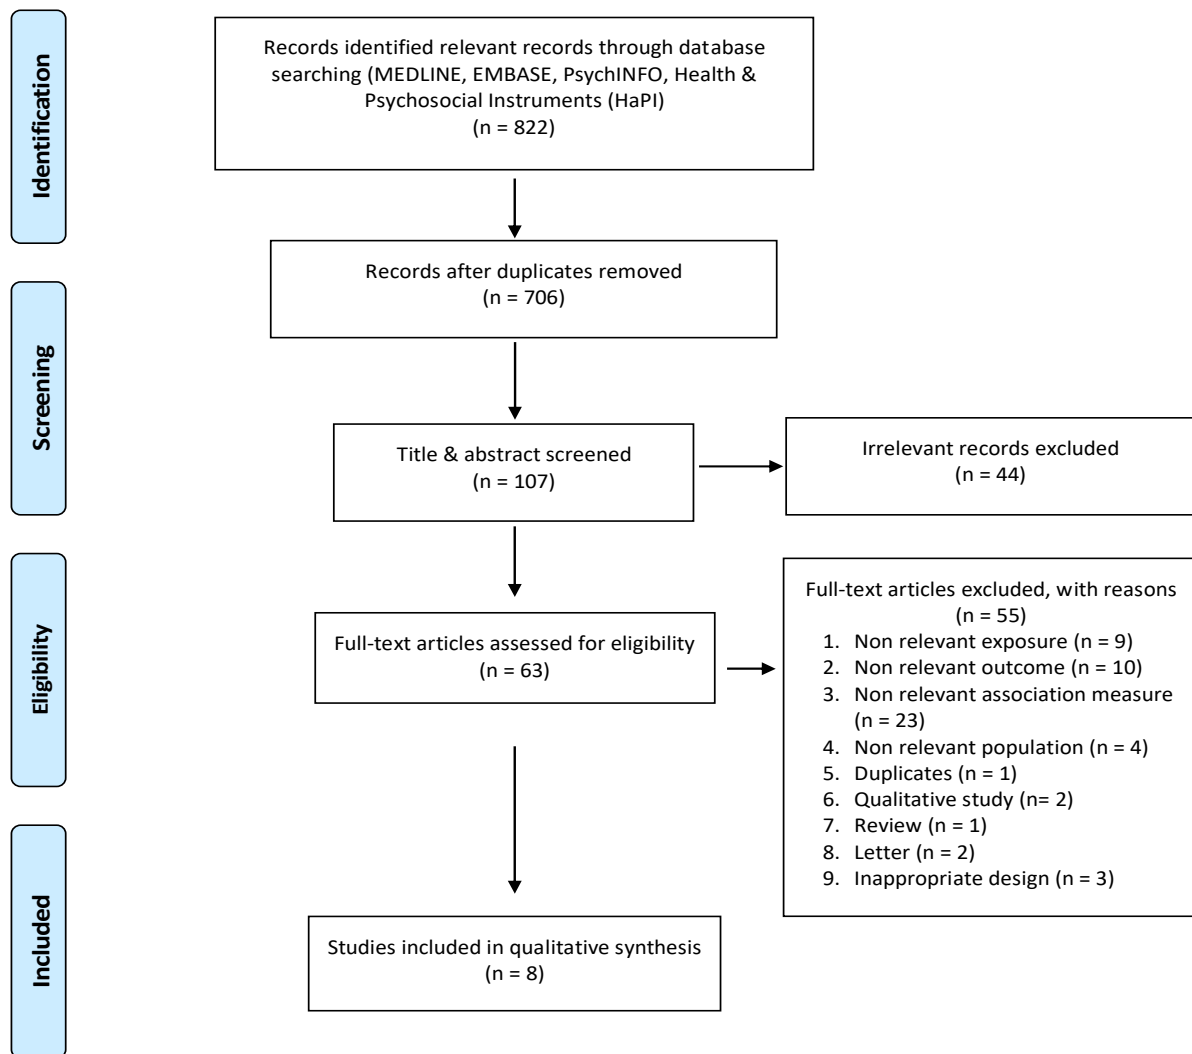 Identification
Records identified relevant records through database
searching (MEDLINE, EMBASE, PsychINFO, Health &
Psychosocial Instruments (HaPI)
(n = 822)
Records after duplicates removed
(n = 706)
Screening
Title & abstract screened
(n = 107)
Irrelevant records excluded
(n = 44)
Eligibility
Full-text articles assessed for eligibility
(n = 63)
Full-text articles excluded, with reasons
(n = 55)
1. Non relevant exposure (n = 9)
2. Non relevant outcome (n = 10)
3. Non relevant association measure
(n = 23)
4. Non relevant population (n = 4)
5. Duplicates (n = 1)
6. Qualitative study (n= 2)
7. Review (n = 1)
8. Letter (n = 2)
9. Inappropriate design (n = 3)
Included
Studies included in qualitative synthesis
(n = 8)